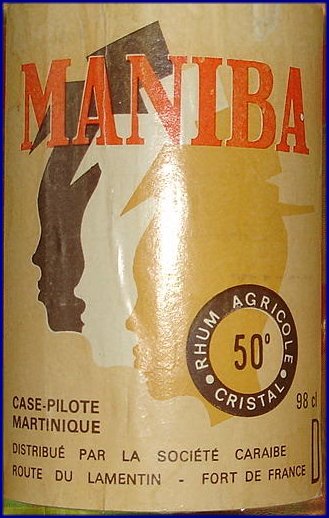 MANIBA
RHUM AGRICOLE
50°
CRISTAL
98 cl
CASE-PILOTE
MARTINIQUE
DISTRIBUÉ PAR LA SOCIÉTÉ CARAIBE
ROUTE DU LAMENTIN - FORT DE FRANCE